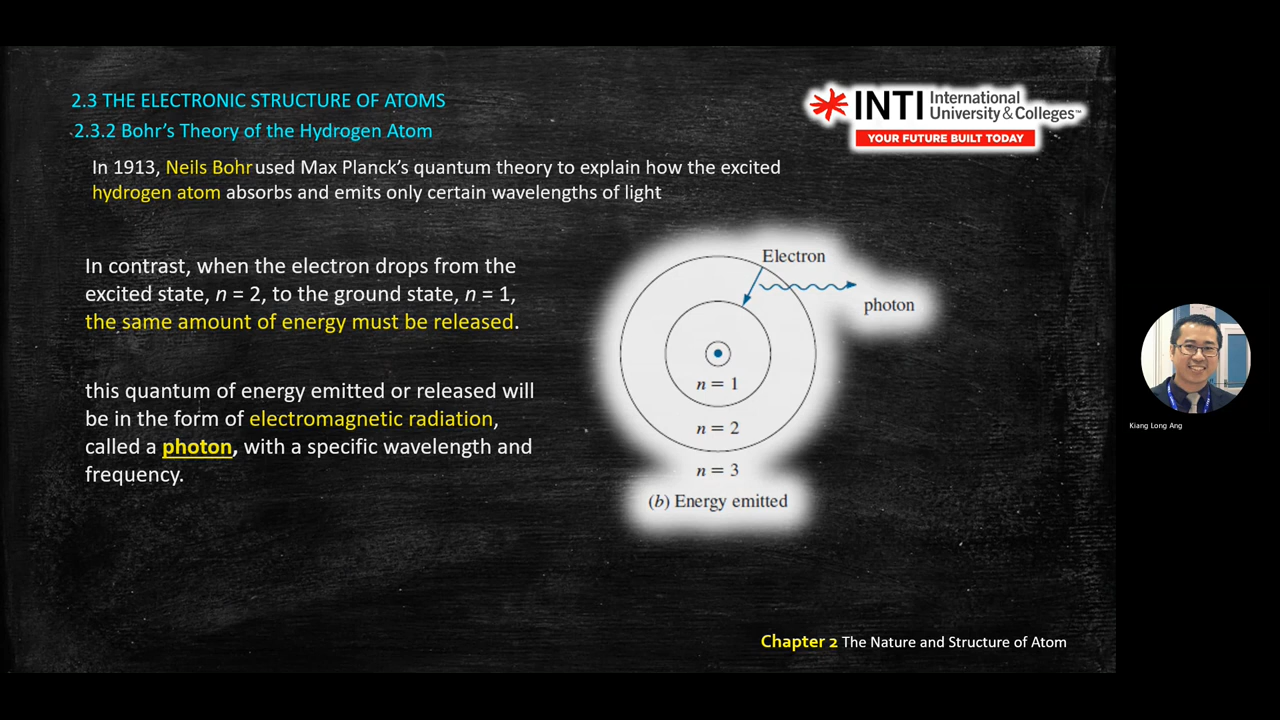 2.3 THE ELECTRONIC STRUCTURE OF ATOMS
2.3.2 Bohr's Theory of the Hydrogen Atom
INTI International University & Colleges™
YOUR FUTURE BUILT TODAY
In 1913, Neils Bohr used Max Planck's quantum theory to explain how the excited
hydrogen atom absorbs and emits only certain wavelengths of light
In contrast, when the electron drops from the
excited state, n = 2, to the ground state, n = 1,
the same amount of energy must be released.
this quantum of energy emitted or released will
be in the form of electromagnetic radiation,
called a photon, with a specific wavelength and
frequency.
Electron
photon
n = 1
n = 2
n = 3
(b) Energy emitted
Kiang Long Ang
Chapter 2 The Nature and Structure of Atom